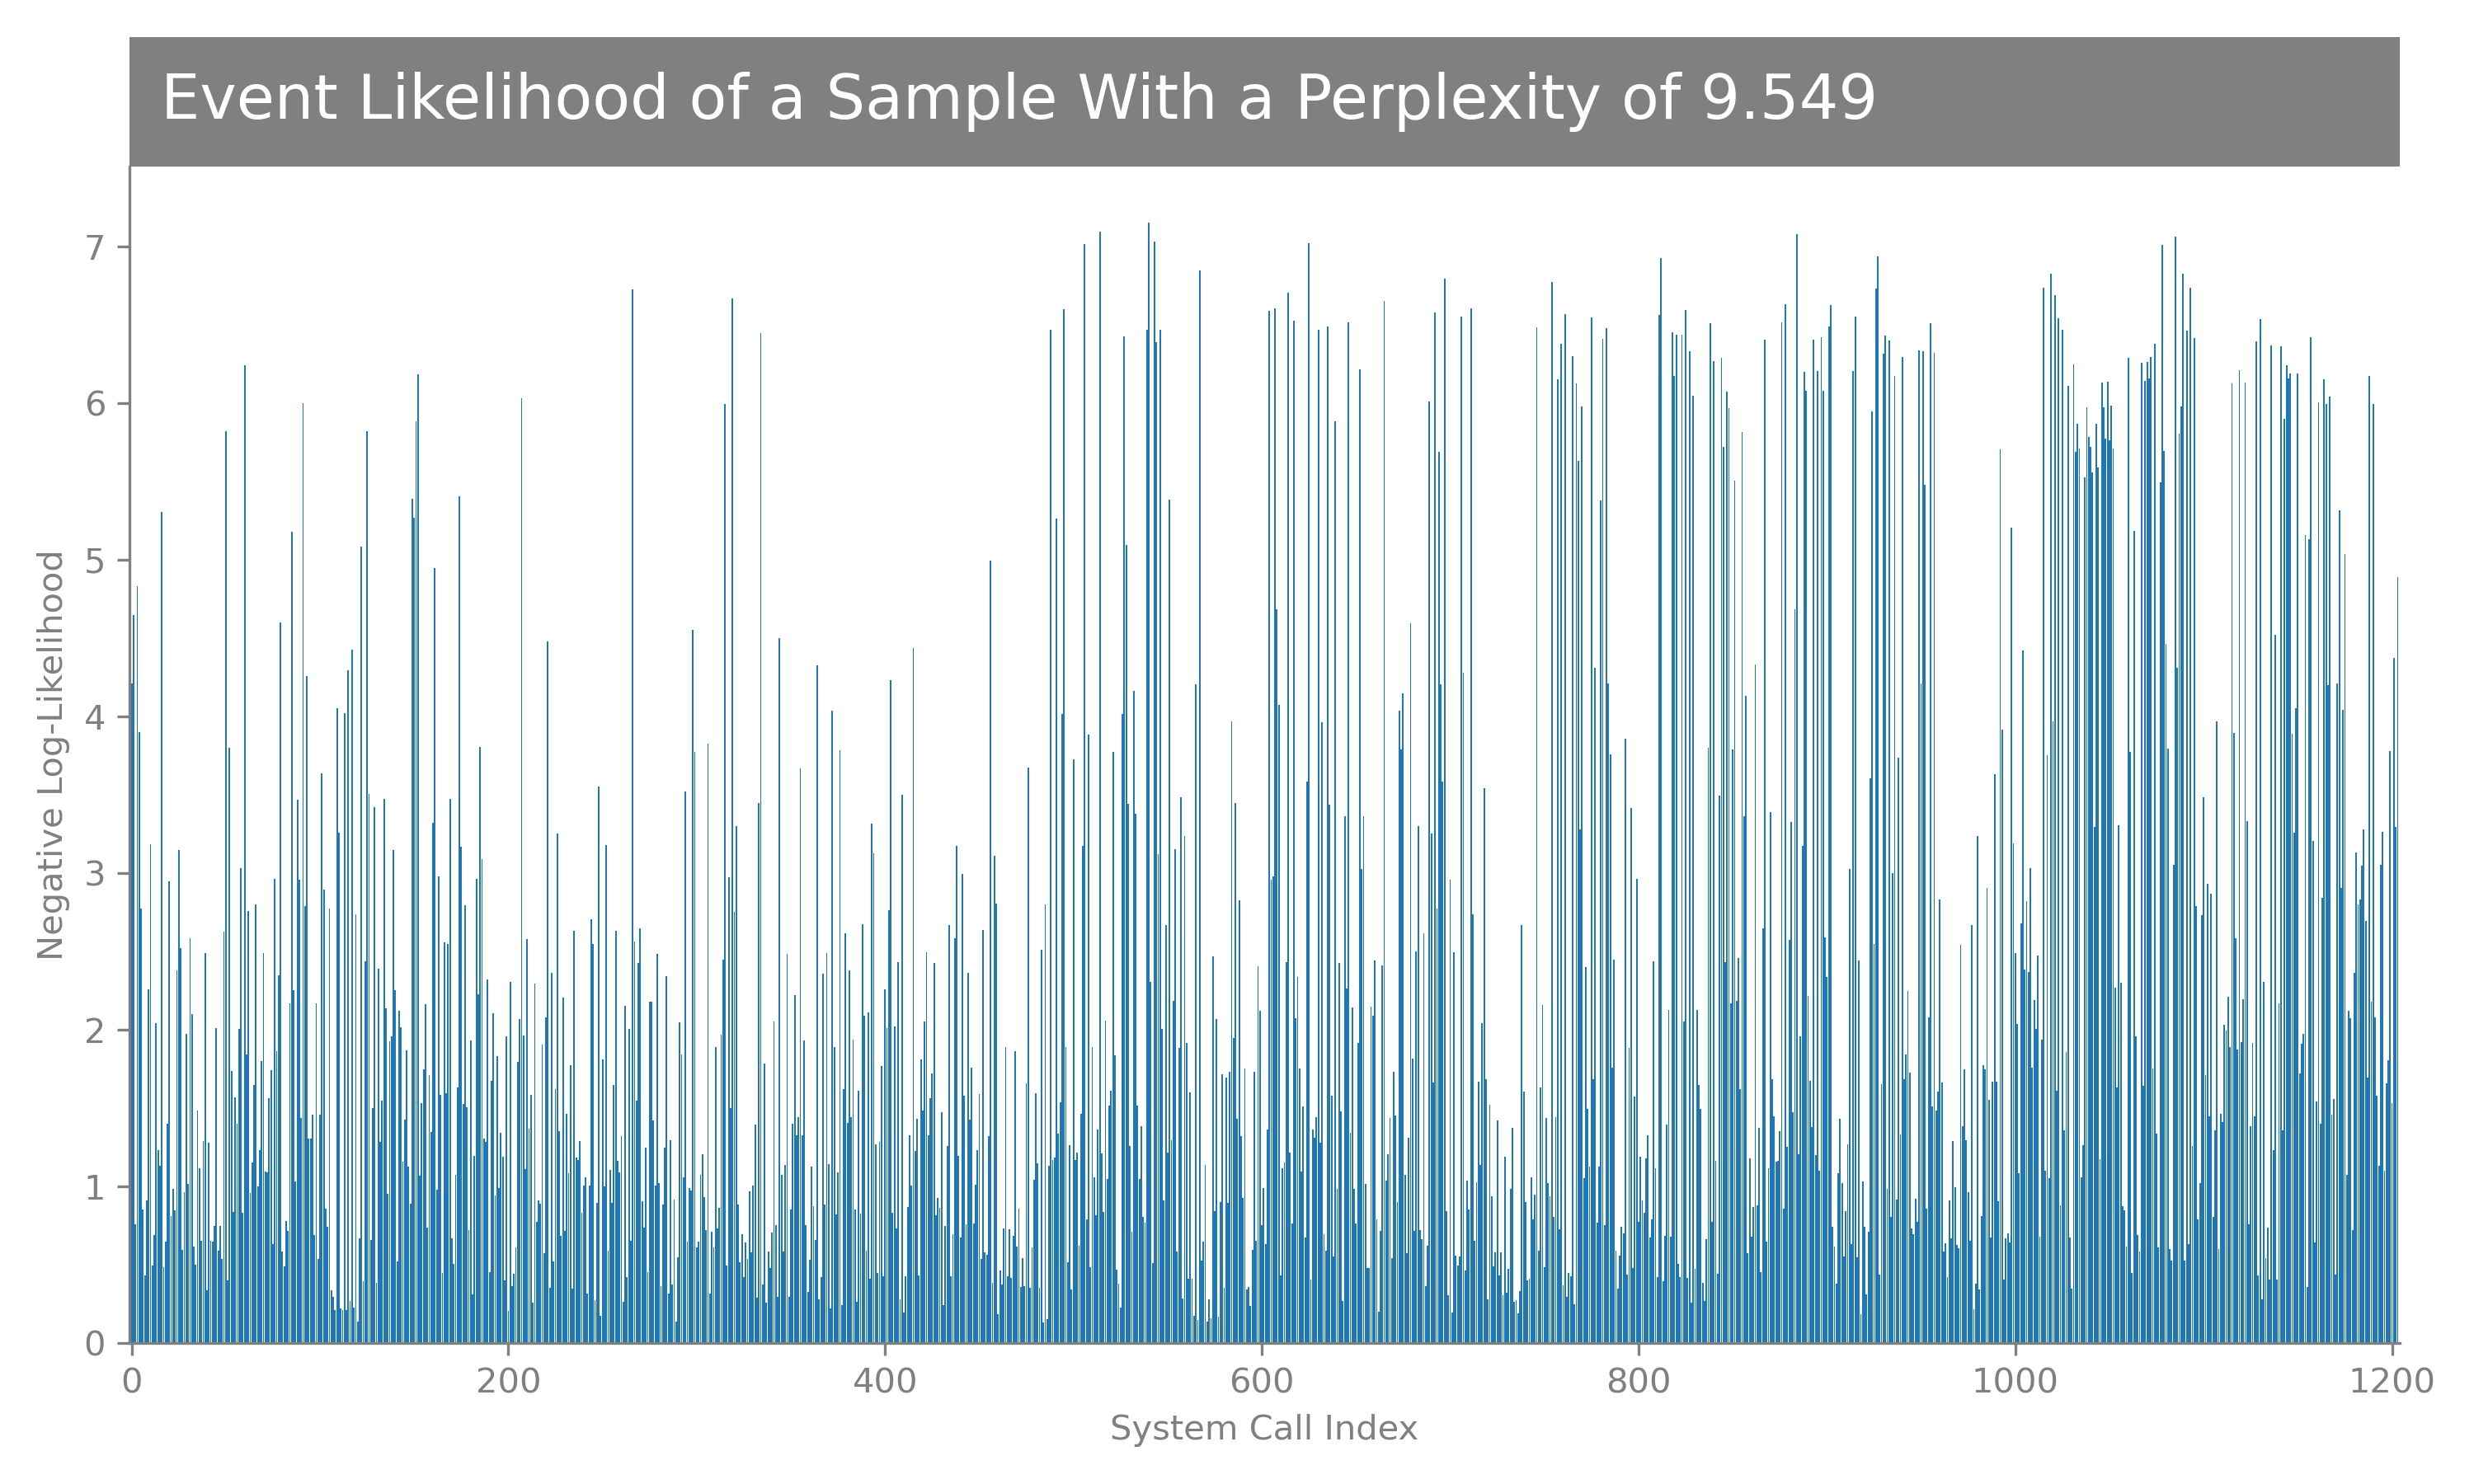 Event Likelihood of a Sample With a Perplexity of 9.549
7
6
5
4
3
2
1
0
Negative Log-Likelihood
0 200 400 600 800 1000 1200
System Call Index